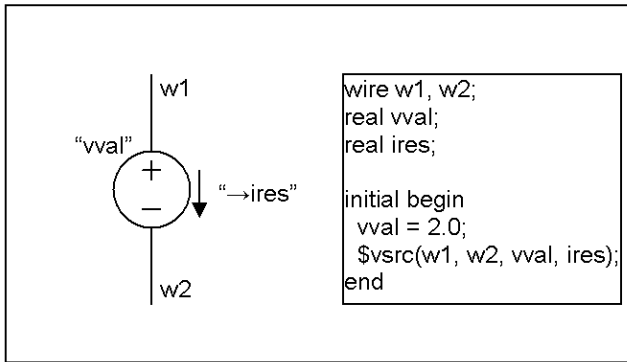 w1
“vval”
+
“→ires”
−
w2
wire w1, w2;
real vval;
real ires;
initial begin
vval = 2.0;
$vsrc(w1, w2, vval, ires);
end